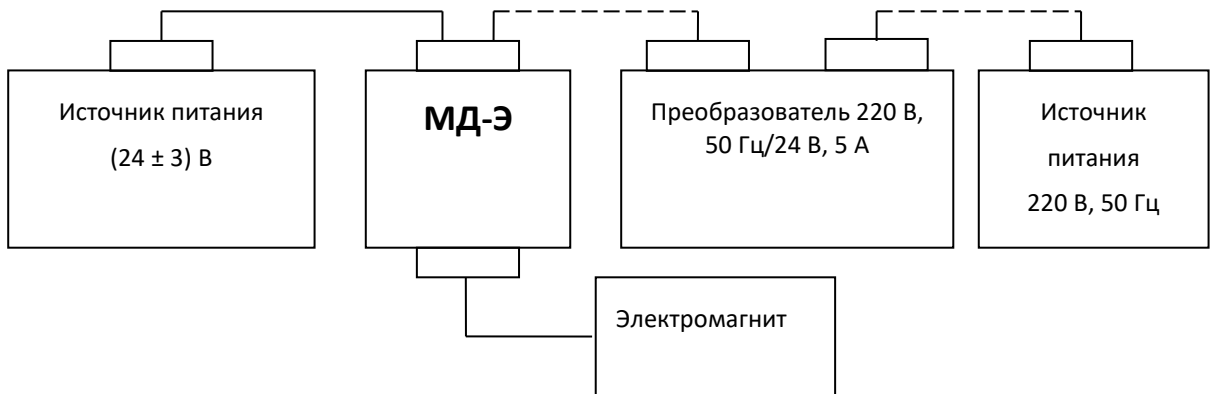 Источник питания
(24 ± 3) В
МД-Э
Преобразователь 220 В,
50 Гц/24 В, 5 А
Источник
питания
220 В, 50 Гц
Электромагнит